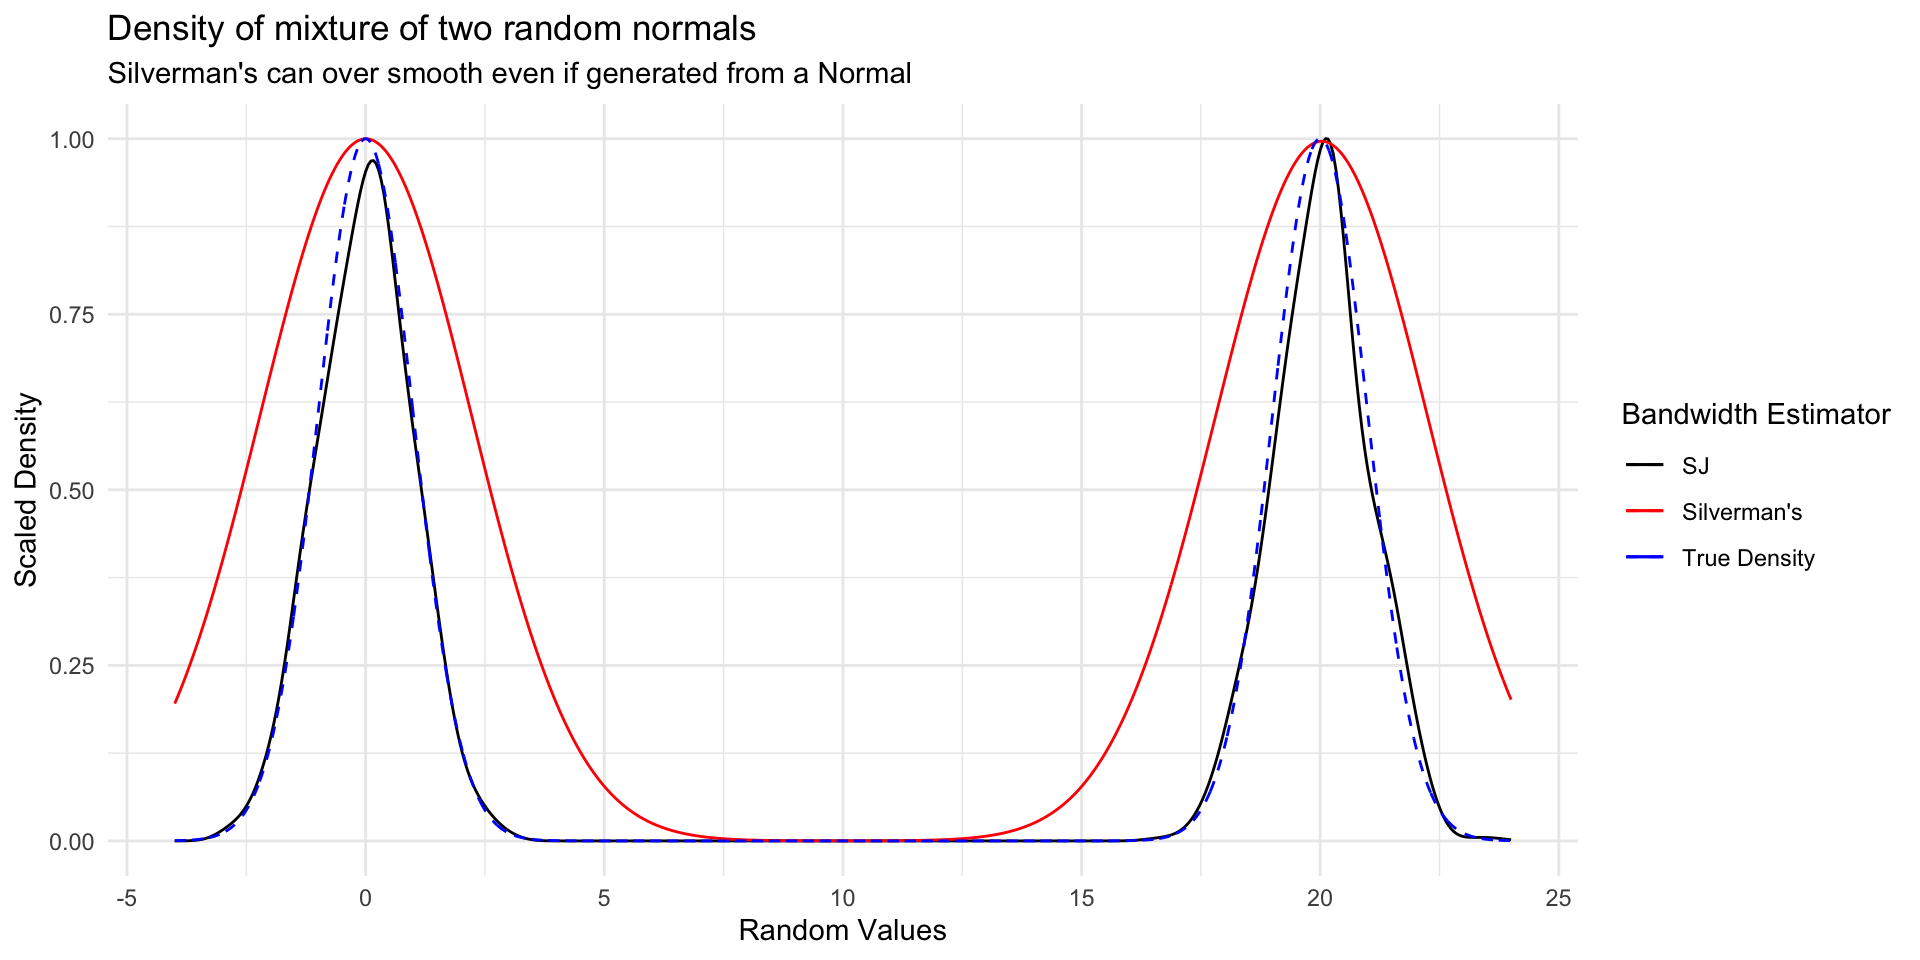 Density of mixture of two random normals
Silverman's can over smooth even if generated from a Normal
Scaled Density
1.00
0.75
0.50
0.25
0.00
-5 0 5 10 15 20 25
Random Values
Bandwidth Estimator
SJ
Silverman's
True Density